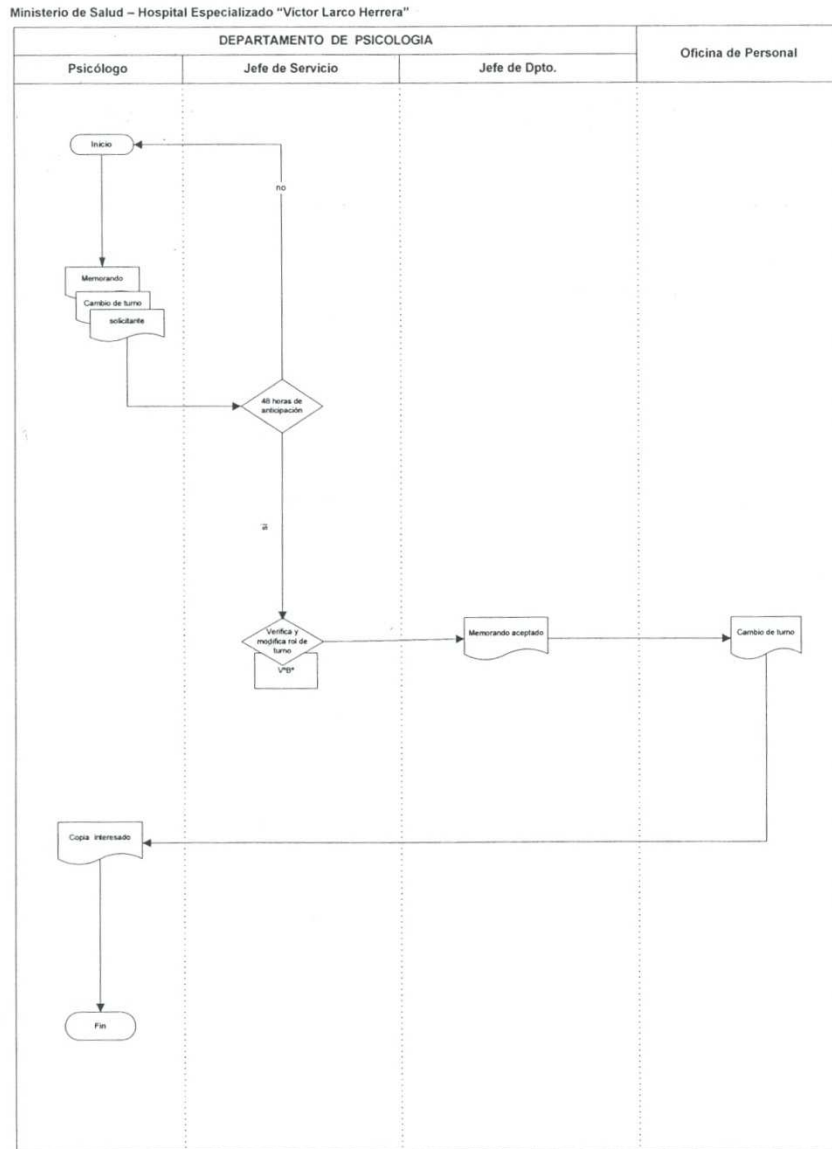 Ministerio de Salud – Hospital Especializado "Víctor Larco Herrera"
DEPARTAMENTO DE PSICOLOGIA
Oficina de Personal
Psicólogo
Jefe de Servicio
Jefe de Dpto.
Inicio
no
Memorando
Cambio de turno
solicitante
48 horas de
anticipación
si
Verifica y
modifica rol de
turno
V°B°
Memorando aceptado
Cambio de turno
Copia interesado
Fin